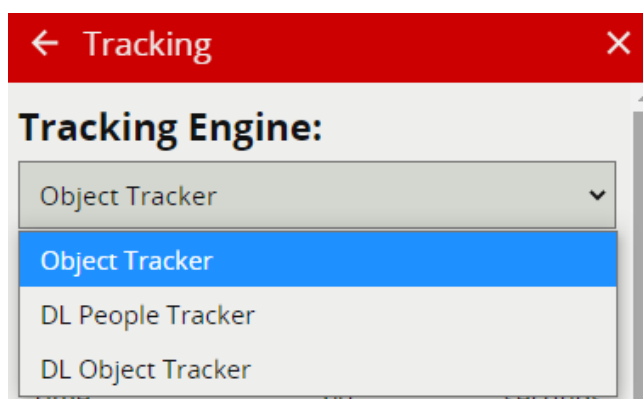 Tracking
Tracking Engine:
Object Tracker
Object Tracker
DL People Tracker
DL Object Tracker